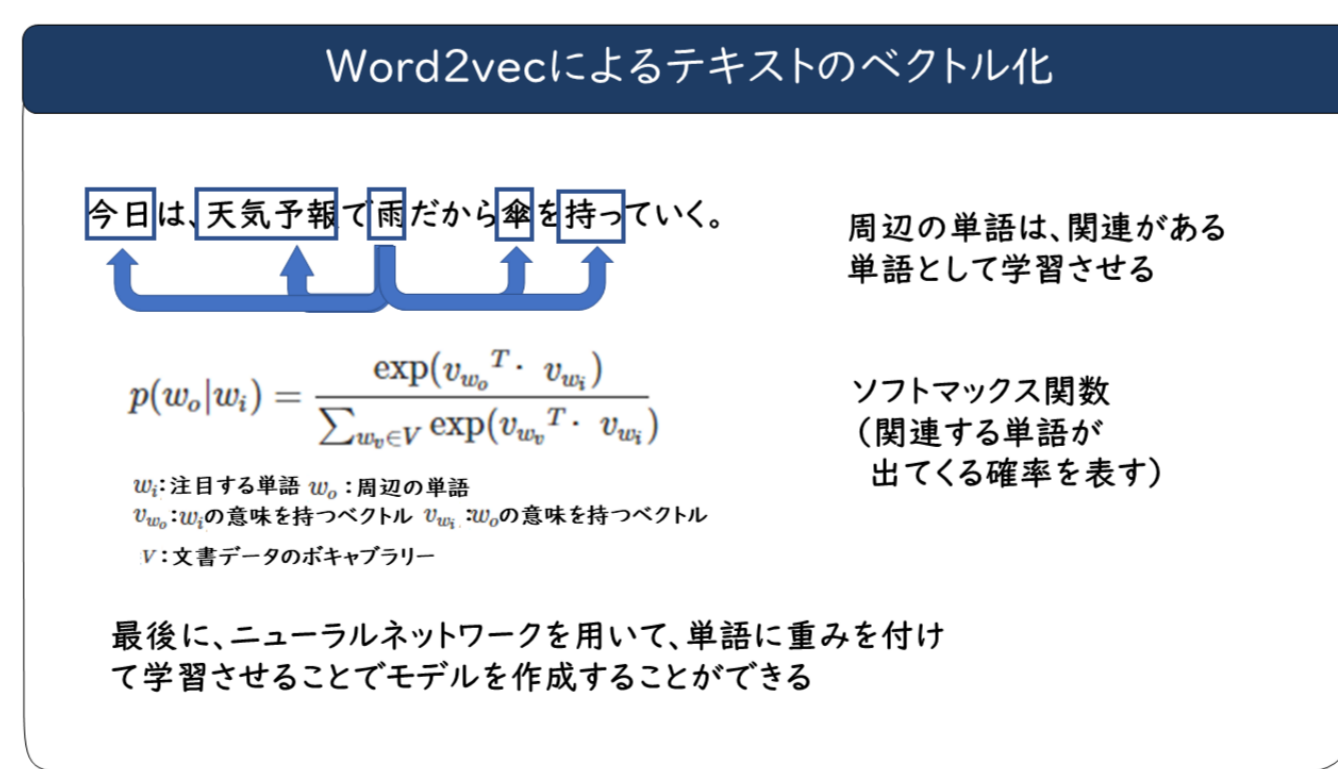 Word2vecによるテキストのベクトル化
今日は、天気予報で雨だから傘を持っていく。
周辺の単語は、関連がある
単語として学習させる
p(w_o|w_i) = exp(v_{w_o}^T · v_{w_i}) / ∑_{w_v∈V} exp(v_{w_v}^T · v_{w_i})
ソフトマックス関数
(関連する単語が
出てくる確率を表す)
w_i:注目する単語 w_o:周辺の単語
v_{w_o}:w_iの意味を持つベクトル v_{w_i}:w_oの意味を持つベクトル
V:文書データのボキャブラリー
最後に、ニューラルネットワークを用いて、単語に重みを付け
て学習させることでモデルを作成することができる